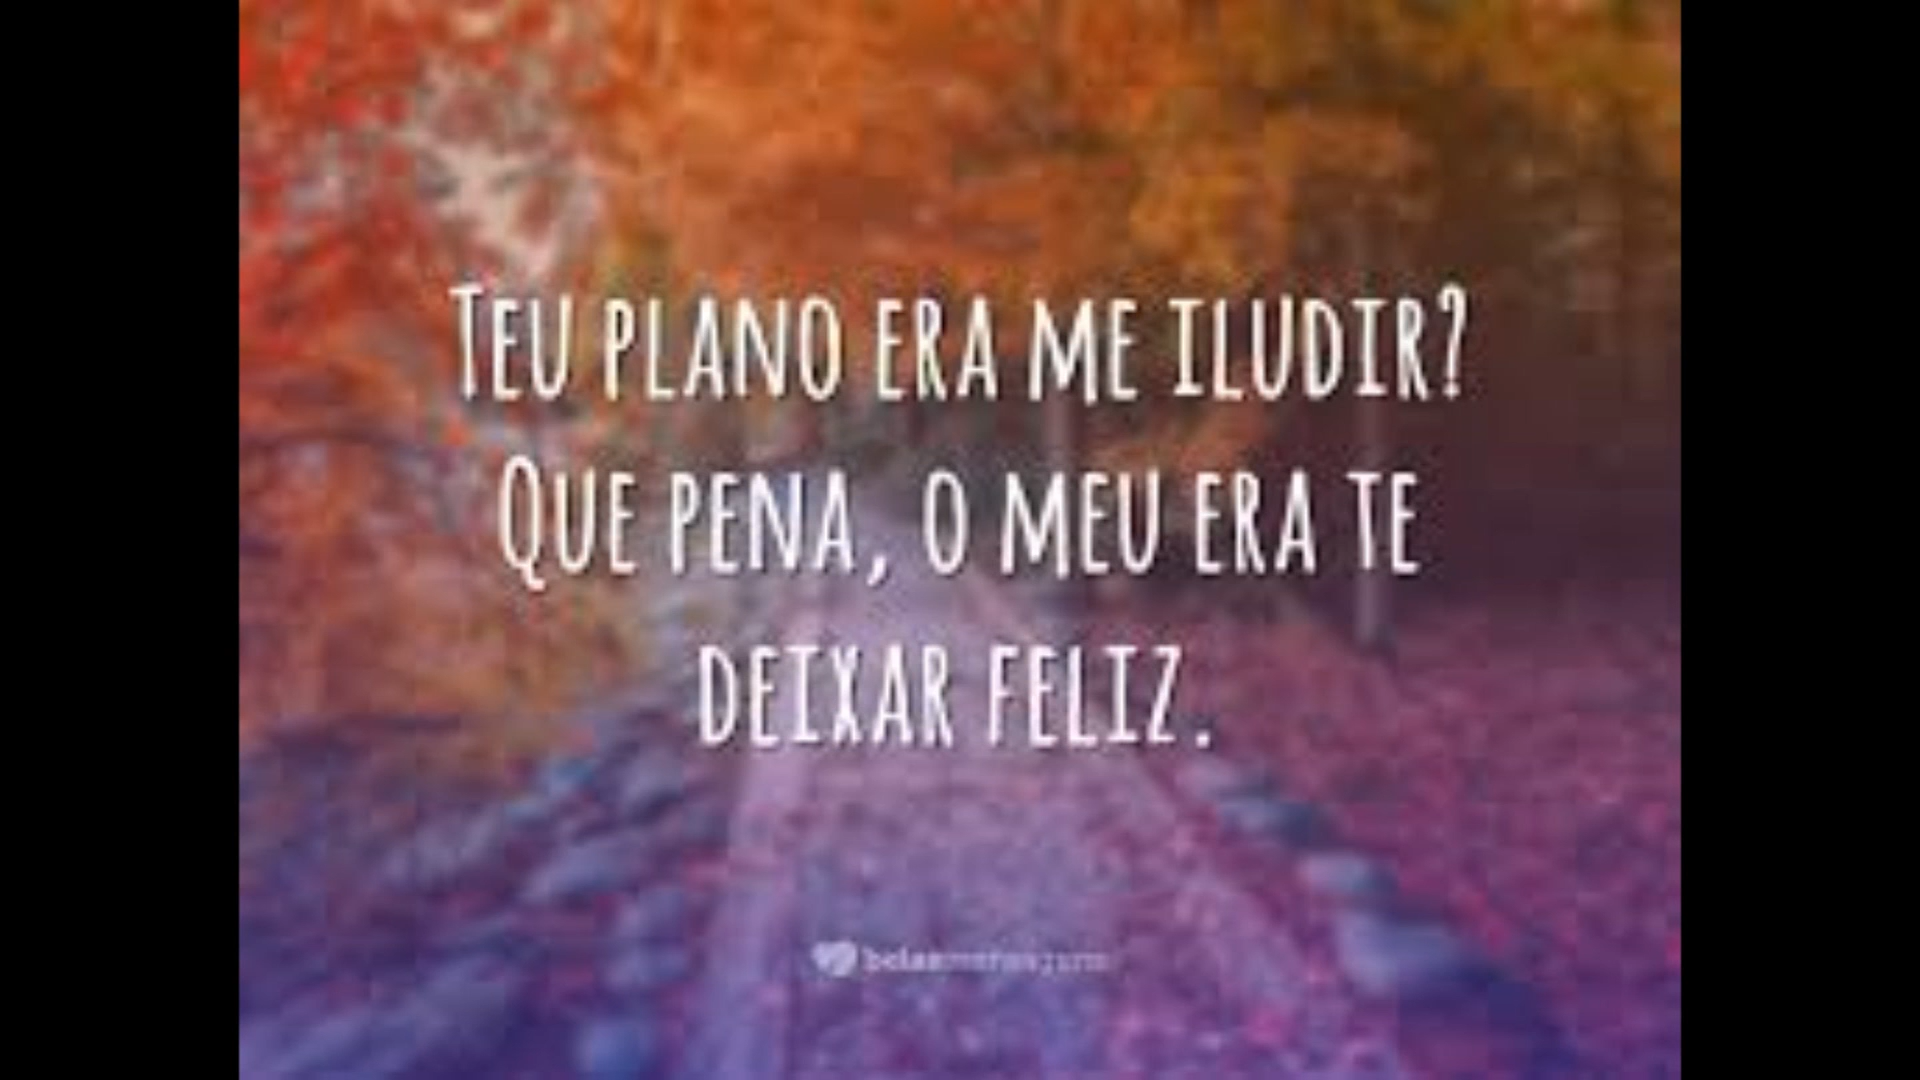 TEU PLANO ERA ME ILUDIR?
QUE PENA, O MEU ERA TE
DEIXAR FELIZ.